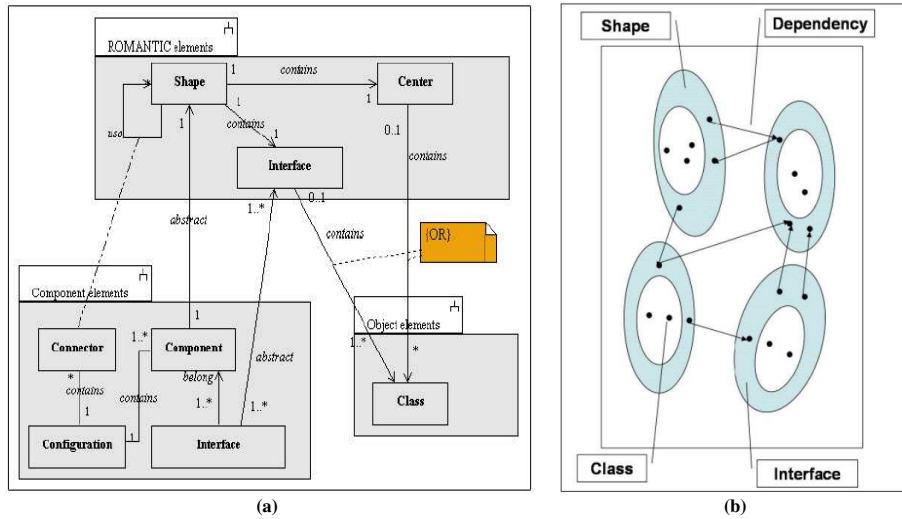 ROMANTIC elements
Shape
1
contains
1
Center
*
1
1
use
contains
1
0..1
contains
Interface
0..1
1..*
abstract
contains
{OR}
Component elements
Object elements
1
1..*
Connector
Component
1..*
*
abstract
*
contains
contains
belong
1..*
1..*
Class
1
1
Configuration
Interface
(a)
Shape
Dependency
Class
Interface
(b)